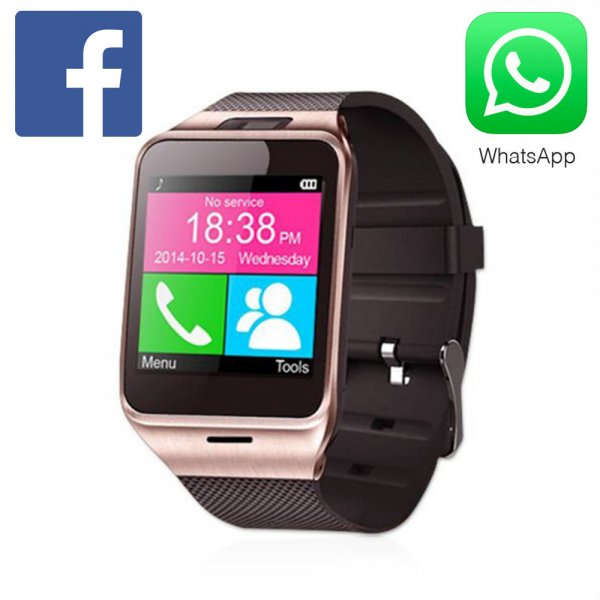 f
WhatsApp
No service
18:38 PM
2014-10-15 Wednesday
Menu
Tools